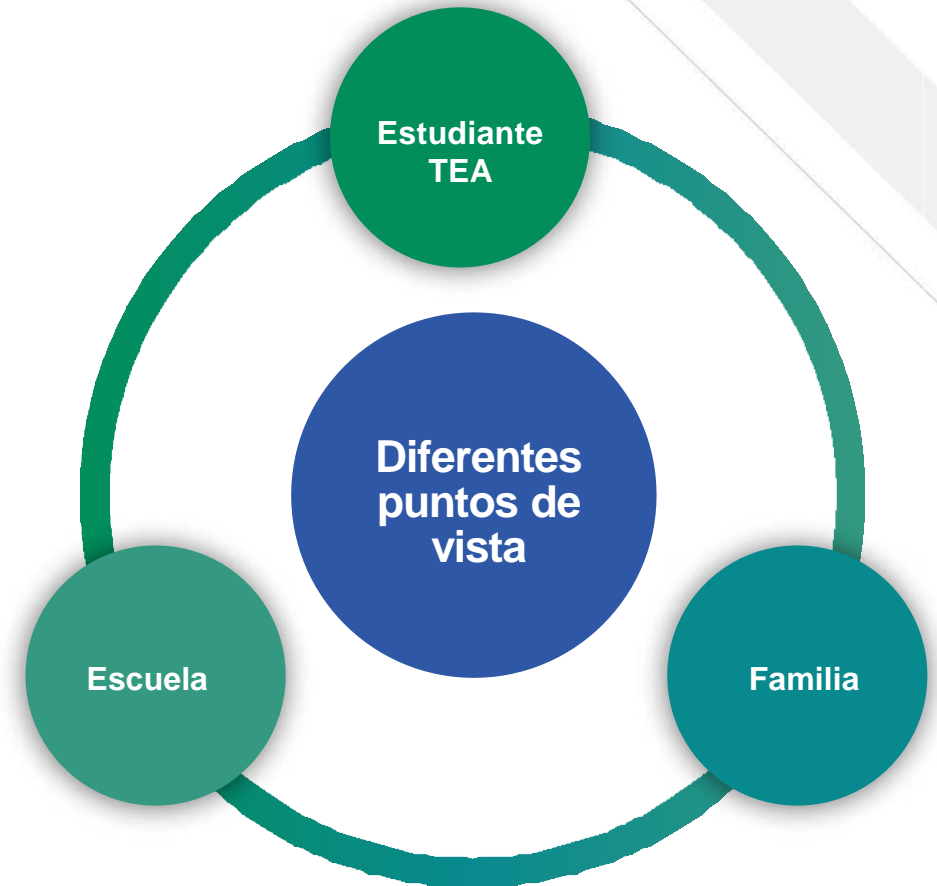 Estudiante
TEA
Diferentes
puntos de
vista
Escuela
Familia